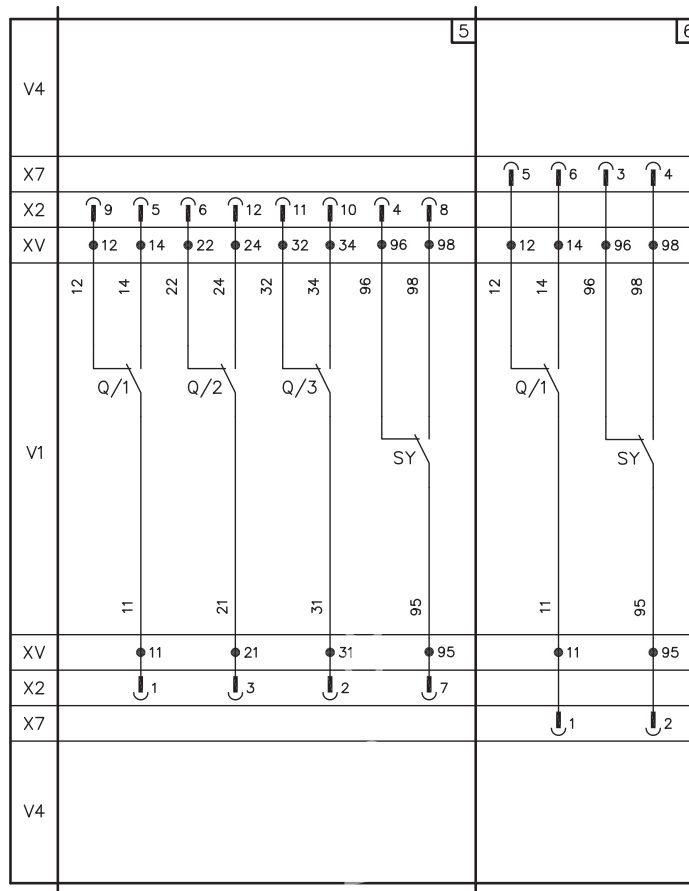 5 6
V4
X7 5 6 3 4
X2 9 5 6 12 11 10 4 8
XV 12 14 22 24 32 34 96 98 12 14 96 98
12 14 22 24 32 34 96 98 12 14 96 98
Q/1 Q/2 Q/3 Q/1
V1 SY SY
11 21 31 95 11 95
XV 11 21 31 95 11 95
X2 1 3 2 7
X7 1 2
V4